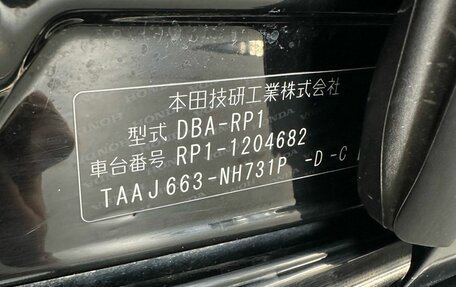 本田技研工業株式会社
型式 DBA-RP1
車台番号 RP1-1204682
TAAJ663-NH731P -D-C